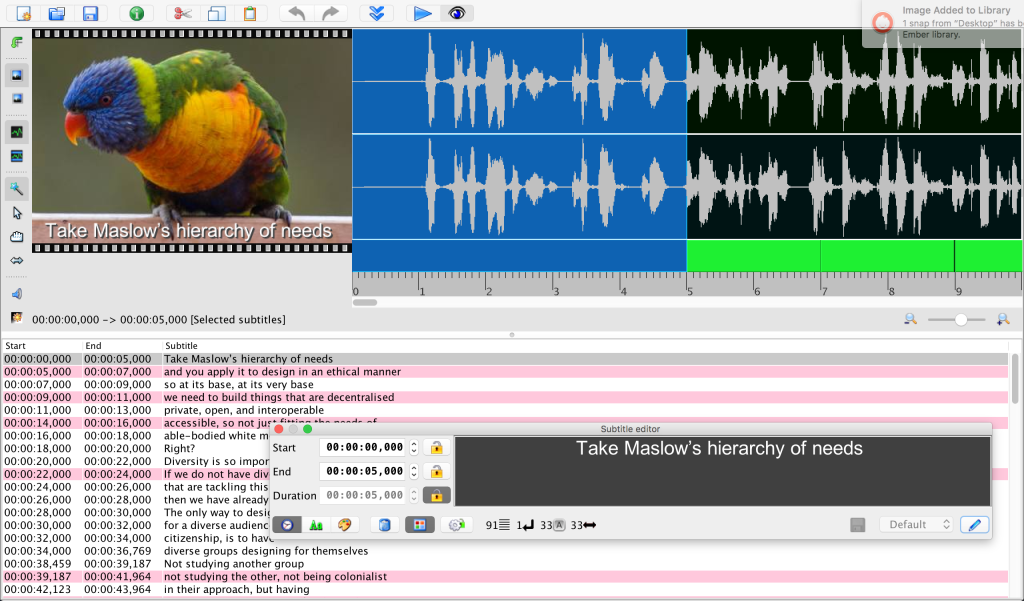 Image Added to Library
1 snap from "Desktop" has b
Ember library.
Take Maslow's hierarchy of needs
0 1 2 3 4 5 6 7 8 9
00:00:00,000 -> 00:00:05,000 [Selected subtitles]
Start End Subtitle
00:00:00,000 00:00:05,000 Take Maslow's hierarchy of needs
00:00:05,000 00:00:07,000 and you apply it to design in an ethical manner
00:00:07,000 00:00:09,000 so at its base, at its very base
00:00:09,000 00:00:11,000 we need to build things that are decentralised
00:00:11,000 00:00:13,000 private, open, and interoperable
00:00:14,000 00:00:16,000 accessible, so not just fitting the needs of
00:00:16,000 00:00:18,000 able-bodied white m
00:00:18,000 00:00:20,000 Right?
00:00:20,000 00:00:22,000 Diversity is so impor
00:00:22,000 00:00:24,000 If we do not have div
00:00:24,000 00:00:26,000 that are tackling this
00:00:26,000 00:00:28,000 then we have already
00:00:28,000 00:00:30,000 The only way to desig
00:00:30,000 00:00:32,000 for a diverse audienc
00:00:32,000 00:00:34,000 citizenship, is to have
00:00:34,000 00:00:36,769 diverse groups designing for themselves
00:00:38,459 00:00:39,187 Not studying another group
00:00:39,187 00:00:41,964 not studying the other, not being colonialist
00:00:42,123 00:00:43,964 in their approach, but having
Subtitle editor
Start 00:00:00,000
End 00:00:05,000
Duration 00:00:05,000
Take Maslow's hierarchy of needs
91 1 33 A 33 Default